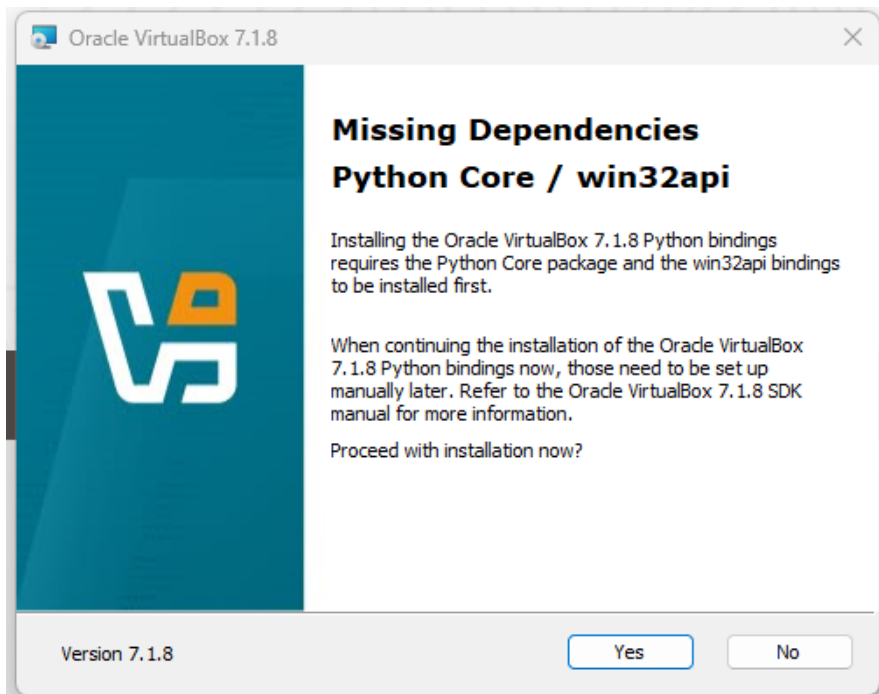 Oracle VirtualBox 7.1.8
Missing Dependencies
Python Core / win32api
Installing the Oracle VirtualBox 7.1.8 Python bindings
requires the Python Core package and the win32api bindings
to be installed first.
When continuing the installation of the Oracle VirtualBox
7.1.8 Python bindings now, those need to be set up
manually later. Refer to the Oracle VirtualBox 7.1.8 SDK
manual for more information.
Proceed with installation now?
Version 7.1.8
Yes
No